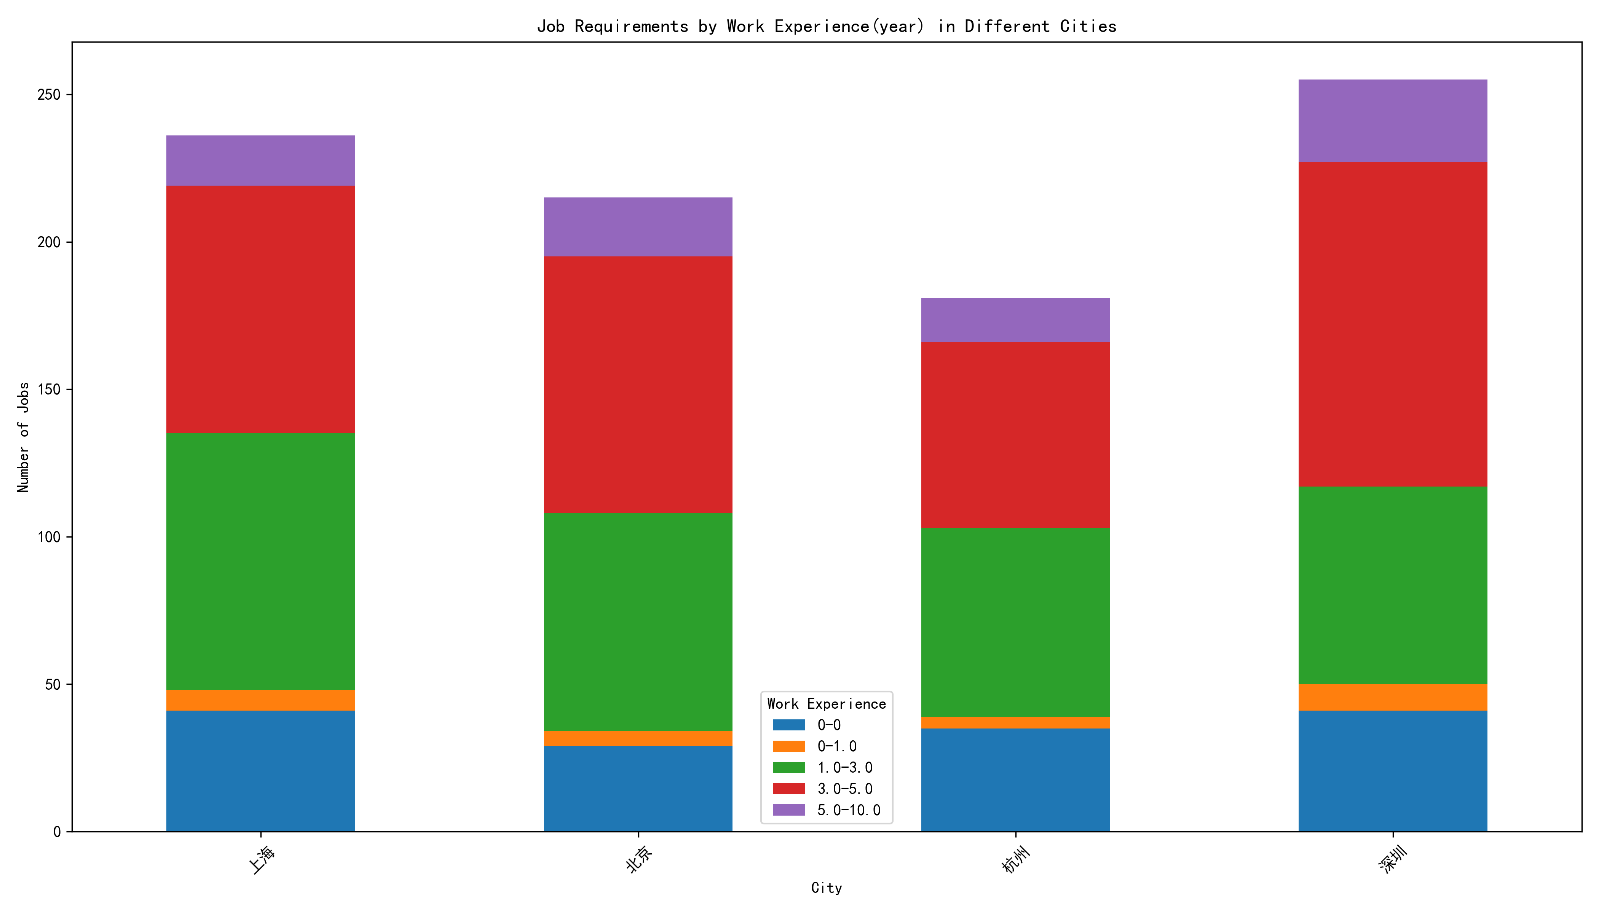 Job Requirements by Work Experience(year) in Different Cities
Number of Jobs
250
200
150
100
50
0
Work Experience
0-0
0-1.0
1.0-3.0
3.0-5.0
5.0-10.0
上海
北京
杭州
深圳
City